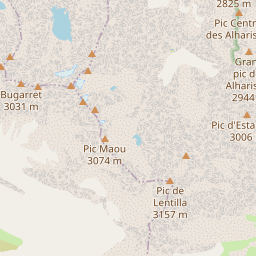 2825 m
Pic Centr
des Alharis
Gran
pic d
Alharis
2944
Bugarret
3031 m
Pic d'Esta
3006
Pic Maou
3074 m
Pic de
Lentilla
3157 m